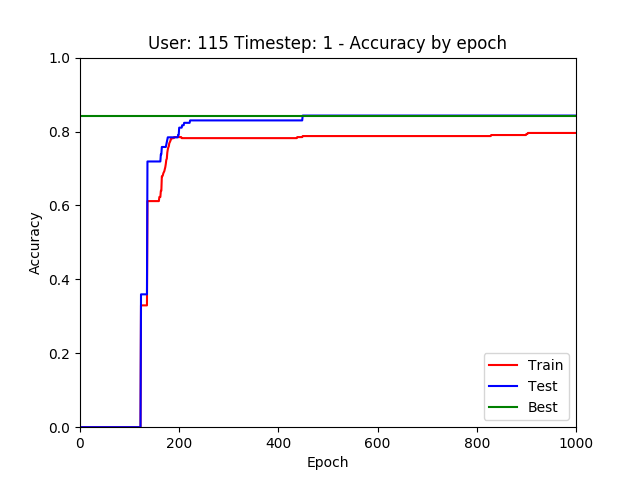 User: 115 Timestep: 1 - Accuracy by epoch
1.0
0.8
0.6
0.4
0.2
0.0
Accuracy
0 200 400 600 800 1000
Epoch
Train
Test
Best